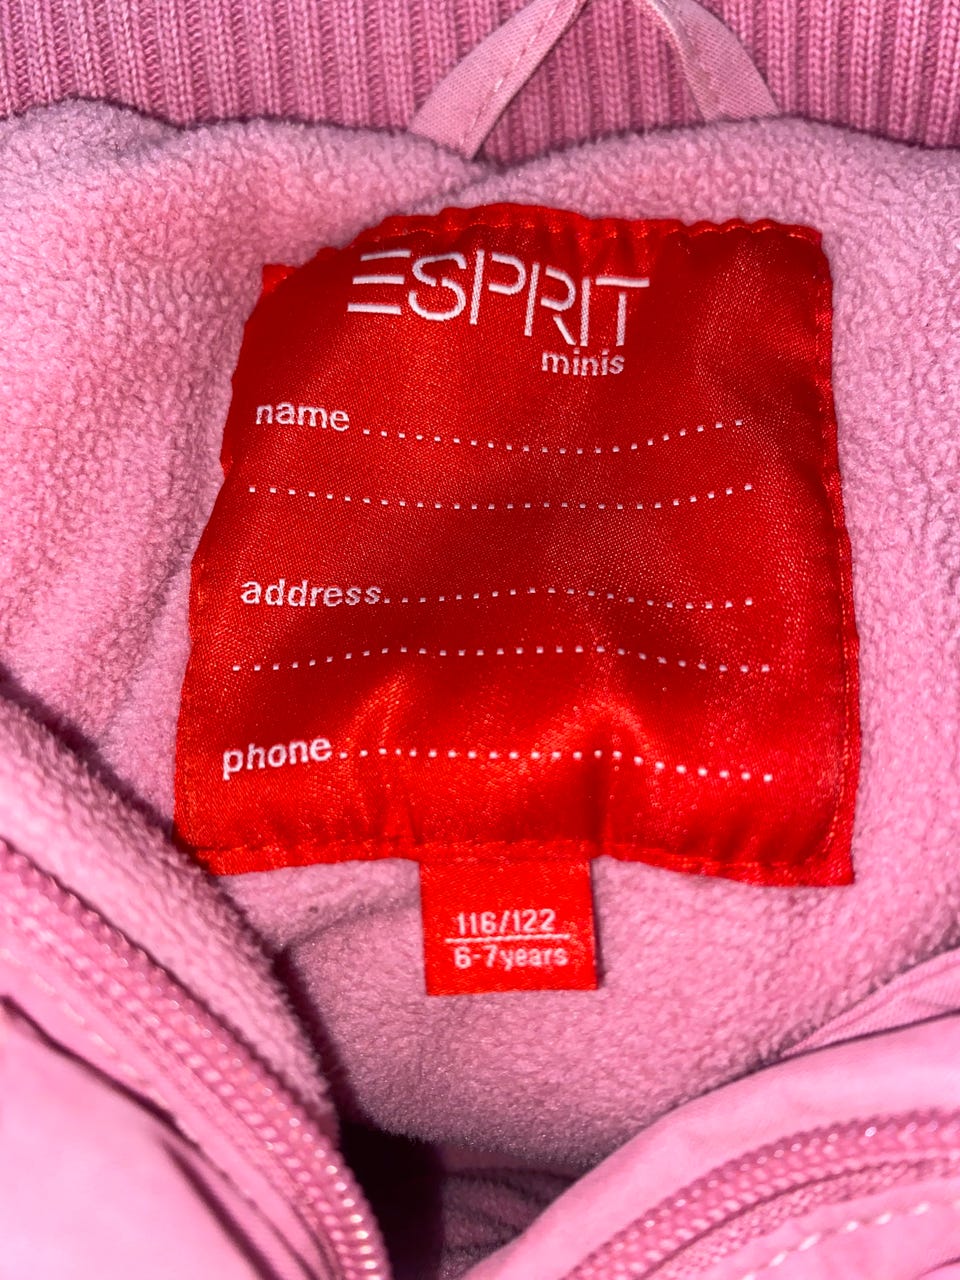 ESPRIT
minis
name ....................
..........................
address...................
............................
phone.......................
116/122
6-7years